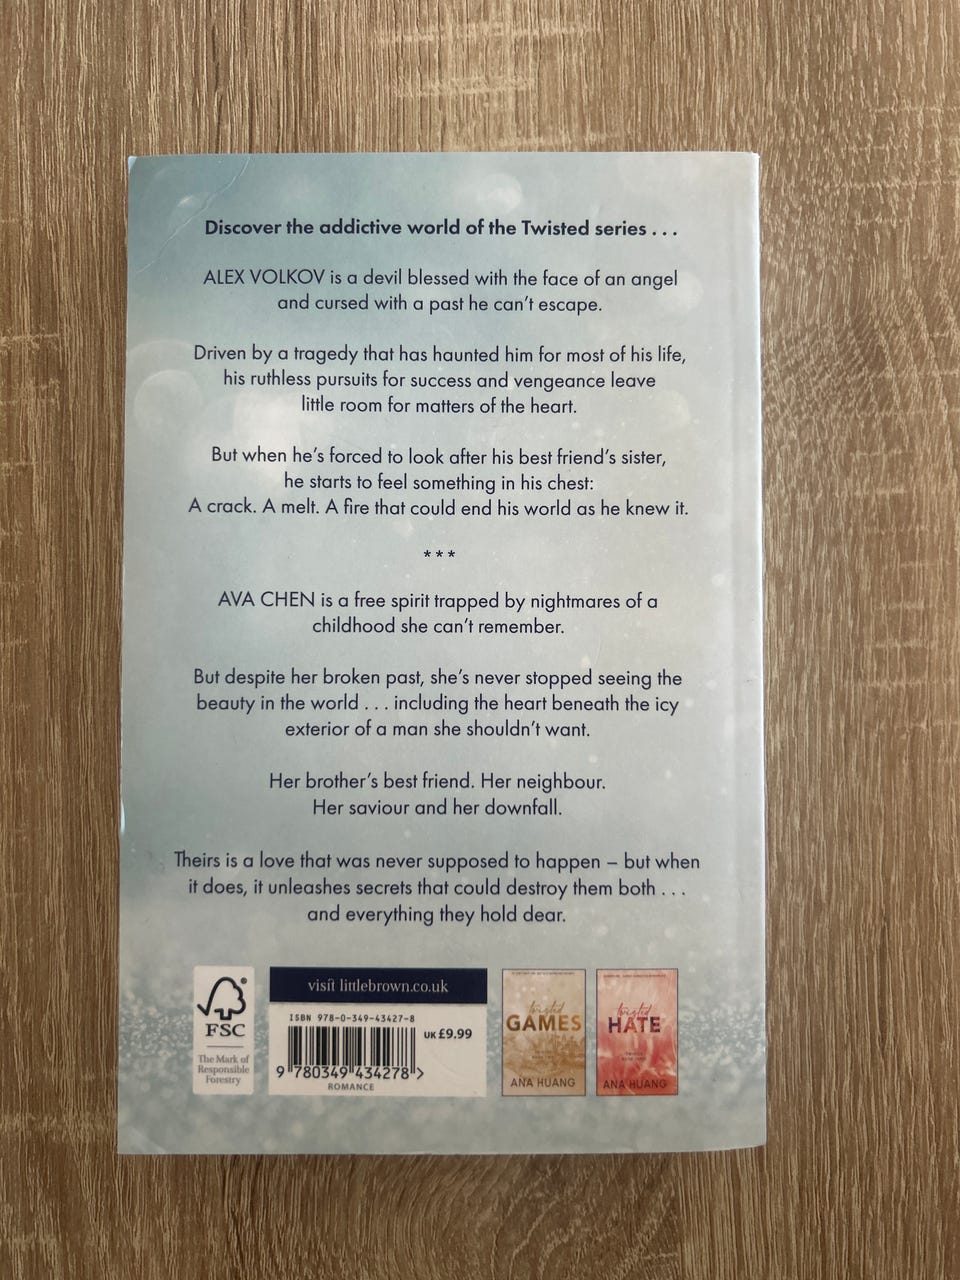 Discover the addictive world of the Twisted series . . .
ALEX VOLKOV is a devil blessed with the face of an angel
and cursed with a past he can’t escape.
Driven by a tragedy that has haunted him for most of his life,
his ruthless pursuits for success and vengeance leave
little room for matters of the heart.
But when he’s forced to look after his best friend’s sister,
he starts to feel something in his chest:
A crack. A melt. A fire that could end his world as he knew it.
* * *
AVA CHEN is a free spirit trapped by nightmares of a
childhood she can’t remember.
But despite her broken past, she’s never stopped seeing the
beauty in the world . . . including the heart beneath the icy
exterior of a man she shouldn’t want.
Her brother’s best friend. Her neighbour.
Her saviour and her downfall.
Theirs is a love that was never supposed to happen – but when
it does, it unleashes secrets that could destroy them both . . .
and everything they hold dear.
FSC
The Mark of
Responsible
Forestry
visit littlebrown.co.uk
ISBN 978-0-349-43427-8
UK £9.99
9 780349 434278 >
ROMANCE
twisted
GAMES
ANA HUANG
twisted
HATE
ANA HUANG